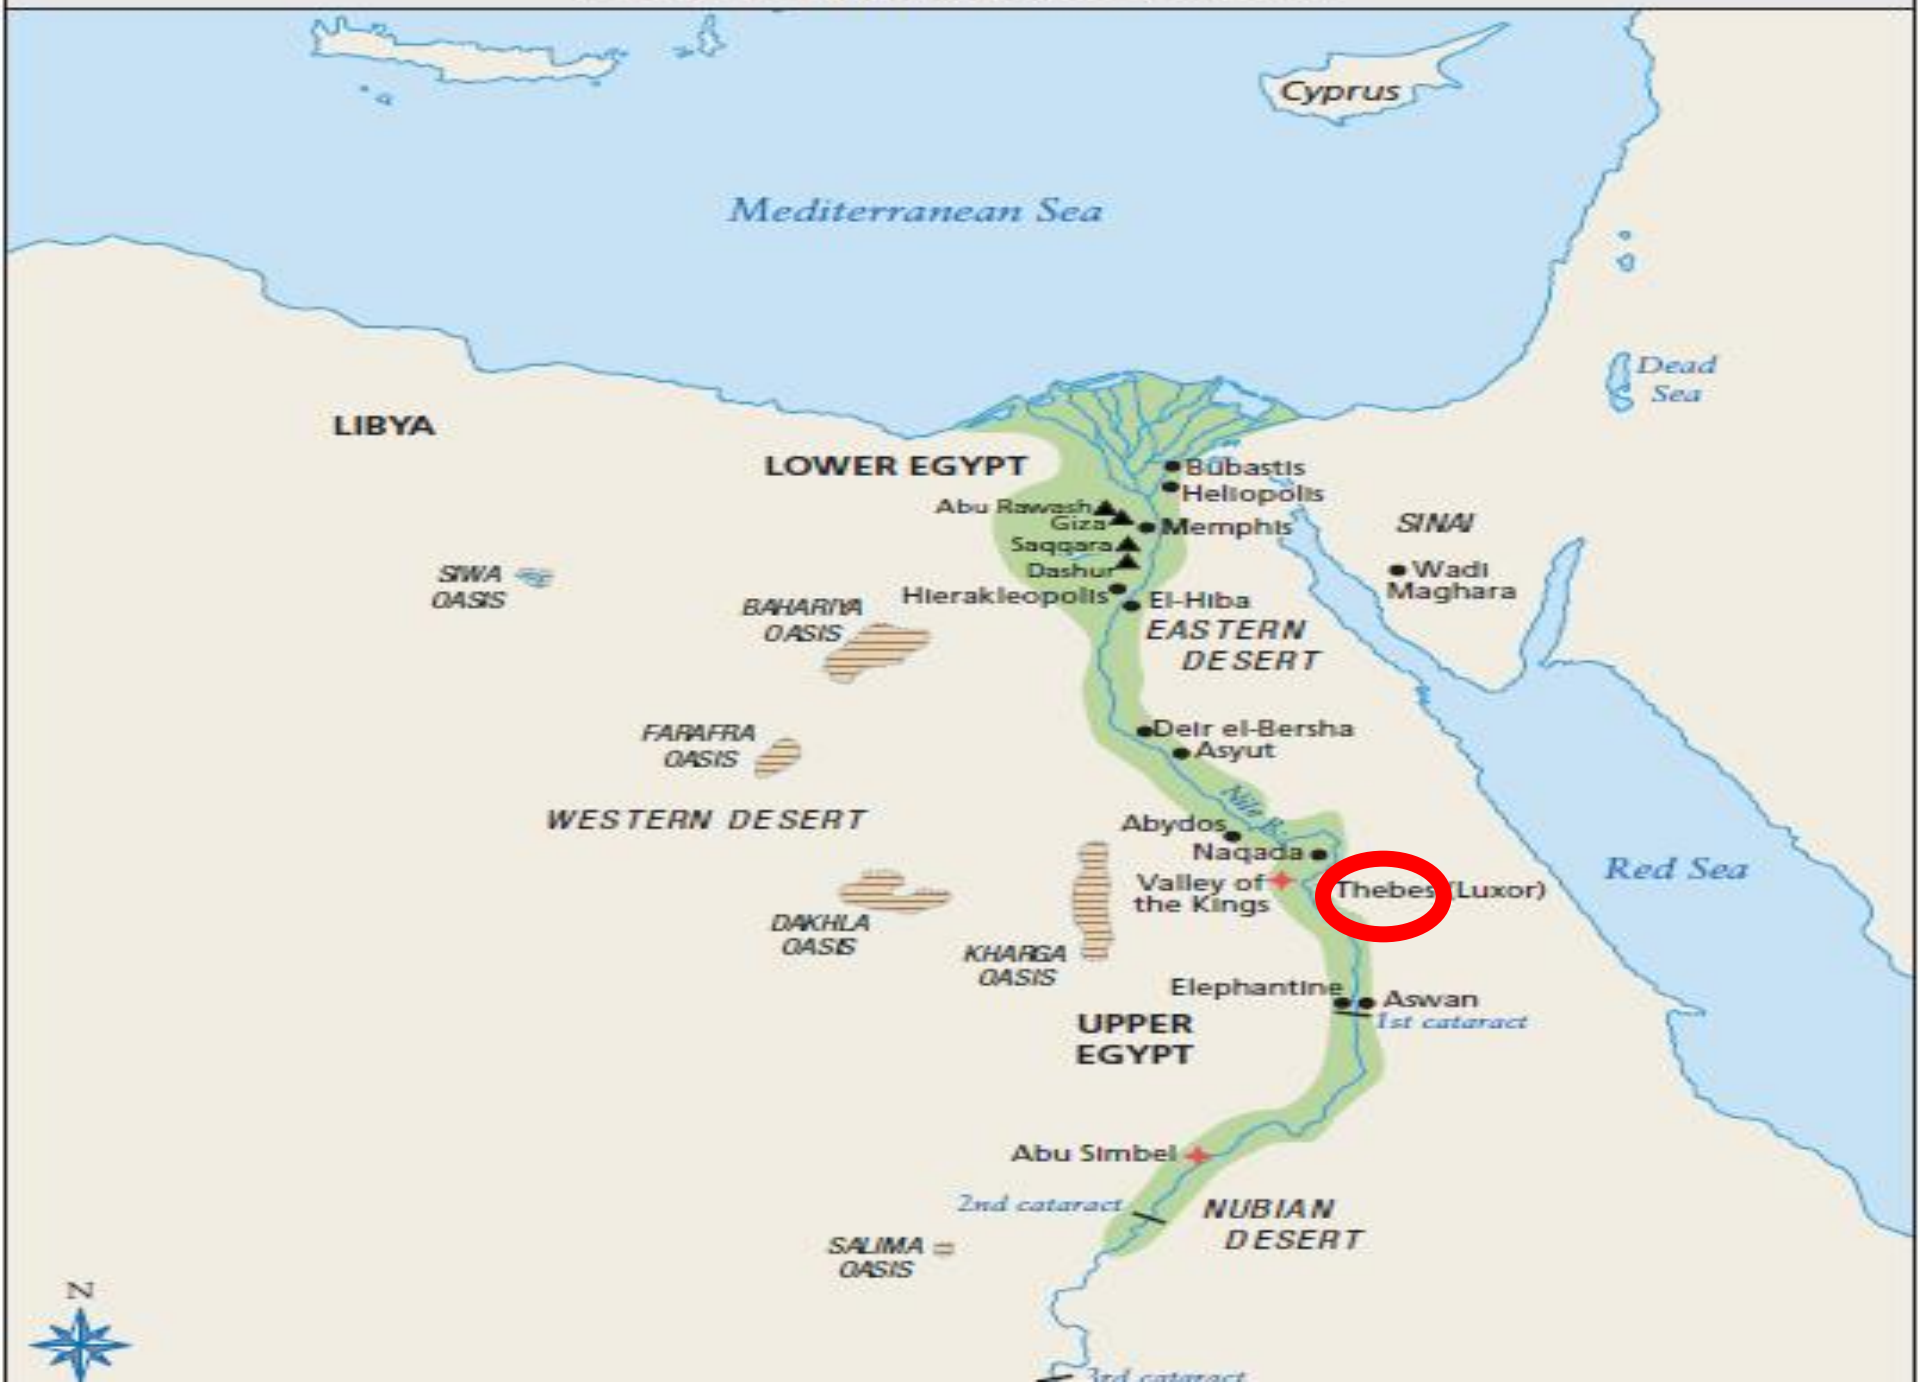 Cyprus
Mediterranean Sea
Dead
Sea
LIBYA
LOWER EGYPT
Bubastis
Heliopolis
Abu Rawash
Giza
Memphis
SINAI
Saqqara
Dashur
Wadi
Maghara
SIWA
OASIS
Hierakleopolis
El-Hiba
BAHARIYA
OASIS
EASTERN
DESERT
FARAFRA
OASIS
Deir el-Bersha
Asyut
WESTERN DESERT
Nile R.
Abydos
Naqada
Valley of
the Kings
Thebes (Luxor)
Red Sea
DAKHLA
OASIS
KHARGA
OASIS
Elephantine
Aswan
1st cataract
UPPER
EGYPT
Abu Simbel
2nd cataract
NUBIAN
DESERT
SALIMA
OASIS
N
3rd cataract